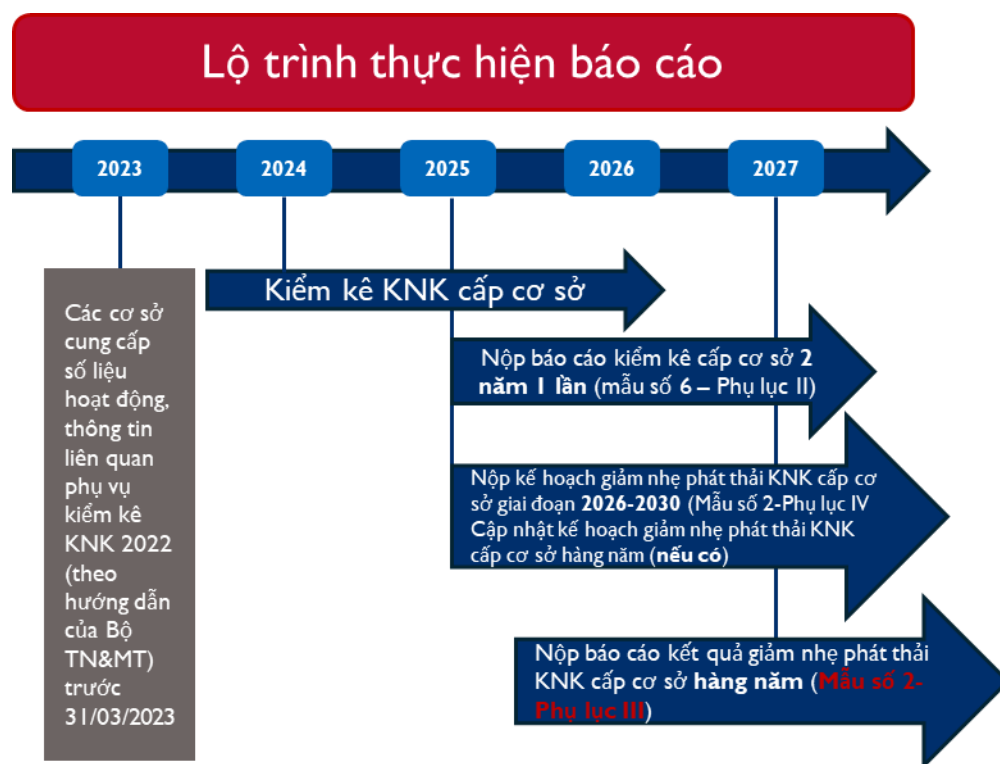 Lộ trình thực hiện báo cáo
2023
2024
2025
2026
2027
Các cơ sở
cung cấp
số liệu
hoạt động,
thông tin
liên quan
phụ vụ
kiểm kê
KNK 2022
(theo
hướng dẫn
của Bộ
TN&MT)
trước
31/03/2023
Kiểm kê KNK cấp cơ sở
Nộp báo cáo kiểm kê cấp cơ sở 2
năm 1 lần (mẫu số 6 – Phụ lục II)
Nộp kế hoạch giảm nhẹ phát thải KNK cấp cơ
sở giai đoạn 2026-2030 (Mẫu số 2-Phụ lục IV
Cập nhật kế hoạch giảm nhẹ phát thải KNK
cấp cơ sở hàng năm (nếu có)
Nộp báo cáo kết quả giảm nhẹ phát thải
KNK cấp cơ sở hàng năm (Mẫu số 2-
Phụ lục III)